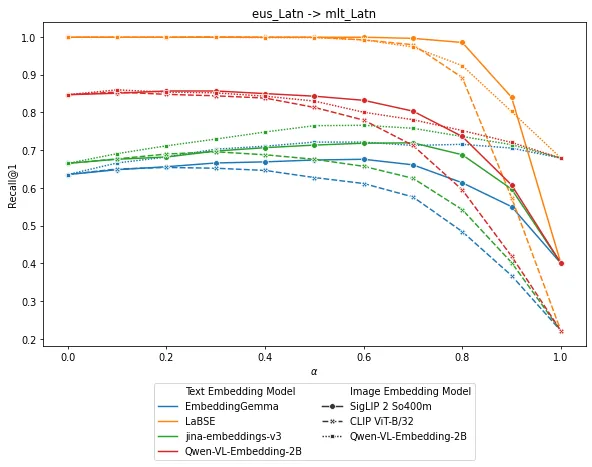 eus_Latn -> mlt_Latn
Recall@1
1.0
0.9
0.8
0.7
0.6
0.5
0.4
0.3
0.2
0.0 0.2 0.4 0.6 0.8 1.0
α
Text Embedding Model
EmbeddingGemma
LaBSE
jina-embeddings-v3
Qwen-VL-Embedding-2B
Image Embedding Model
SigLIP 2 So400m
CLIP ViT-B/32
Qwen-VL-Embedding-2B